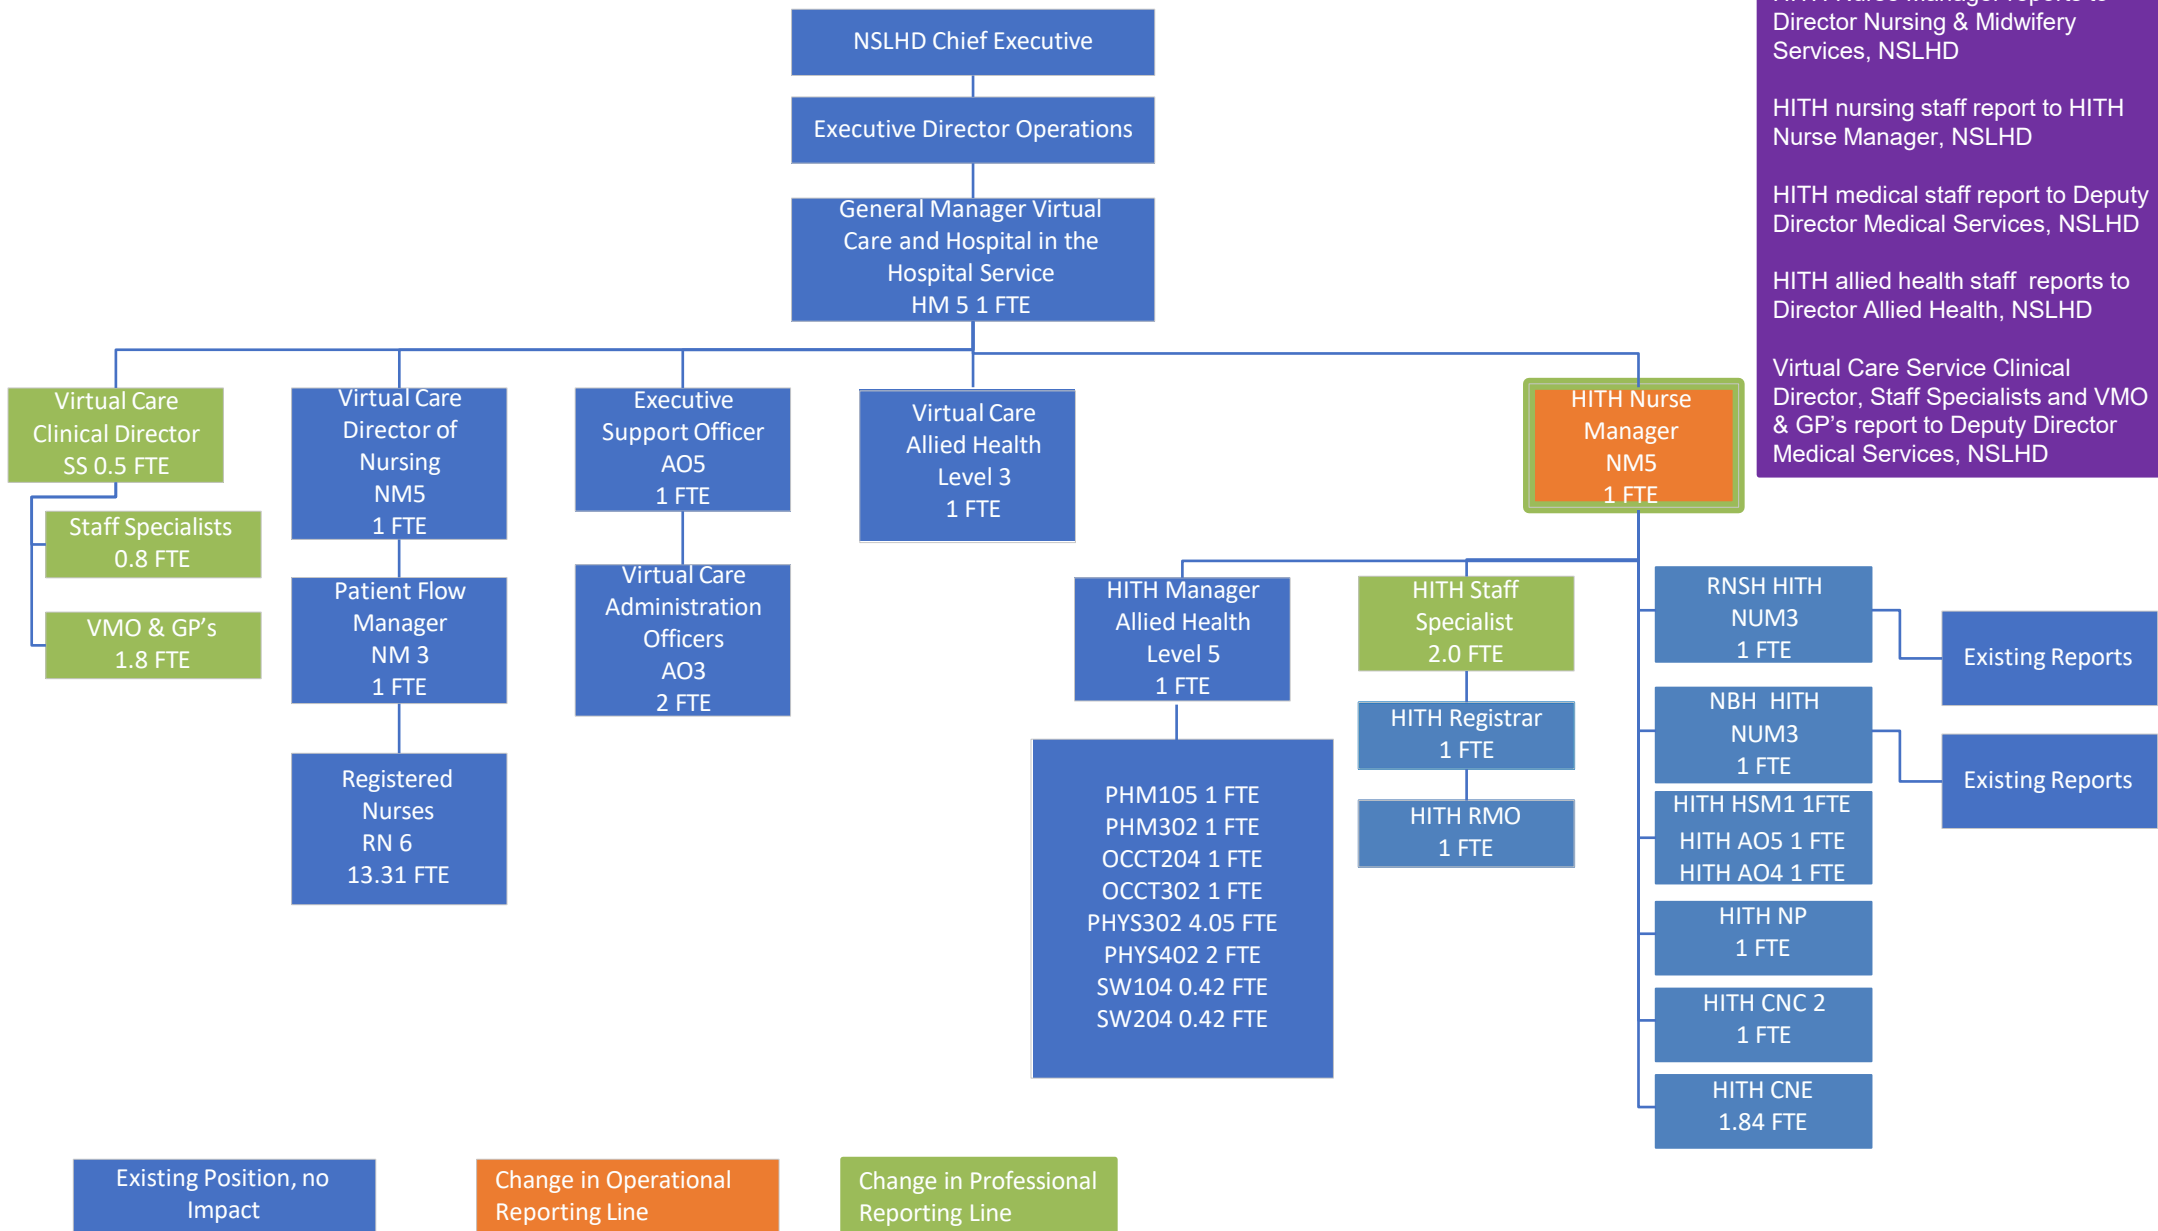 NSLHD Chief Executive
Executive Director Operations
General Manager Virtual
Care and Hospital in the
Hospital Service
HM 5 1 FTE
HITH Nurse Manager reports to
Director Nursing & Midwifery
Services, NSLHD
HITH nursing staff report to HITH
Nurse Manager, NSLHD
HITH medical staff report to Deputy
Director Medical Services, NSLHD
HITH allied health staff  reports to
Director Allied Health, NSLHD
Virtual Care Service Clinical
Director, Staff Specialists and VMO
& GP’s report to Deputy Director
Medical Services, NSLHD
Virtual Care
Clinical Director
SS 0.5 FTE
Staff Specialists
0.8 FTE
VMO & GP’s
1.8 FTE
Virtual Care
Director of
Nursing
NM5
1 FTE
Patient Flow
Manager
NM 3
1 FTE
Registered
Nurses
RN 6
13.31 FTE
Executive
Support Officer
AO5
1 FTE
Virtual Care
Administration
Officers
AO3
2 FTE
Virtual Care
Allied Health
Level 3
1 FTE
HITH Nurse
Manager
NM5
1 FTE
HITH Manager
Allied Health
Level 5
1 FTE
PHM105 1 FTE
PHM302 1 FTE
OCCT204 1 FTE
OCCT302 1 FTE
PHYS302 4.05 FTE
PHYS402 2 FTE
SW104 0.42 FTE
SW204 0.42 FTE
HITH Staff
Specialist
2.0 FTE
HITH Registrar
1 FTE
HITH RMO
1 FTE
RNSH HITH
NUM3
1 FTE
Existing Reports
NBH  HITH
NUM3
1 FTE
Existing Reports
HITH HSM1 1FTE
HITH AO5 1 FTE
HITH AO4 1 FTE
HITH NP
1 FTE
HITH CNC 2
1 FTE
HITH CNE
1.84 FTE
Existing Position, no
Impact
Change in Operational
Reporting Line
Change in Professional
Reporting Line